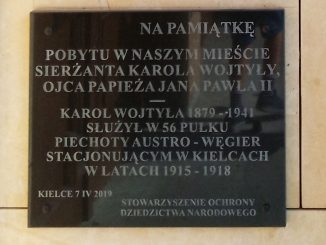 NA PAMIĄTKĘ
POBYTU W NASZYM MIEŚCIE
SIERŻANTA KAROLA WOJTYŁY,
OJCA PAPIEŻA JANA PAWŁA II
—
KAROL WOJTYŁA 1879 - 1941
SŁUŻYŁ W 56 PUŁKU
PIECHOTY AUSTRO - WĘGIER
STACJONUJĄCYM W KIELCACH
W LATACH 1915 - 1918
KIELCE 7 IV 2019
STOWARZYSZENIE OCHRONY
DZIEDZICTWA NARODOWEGO